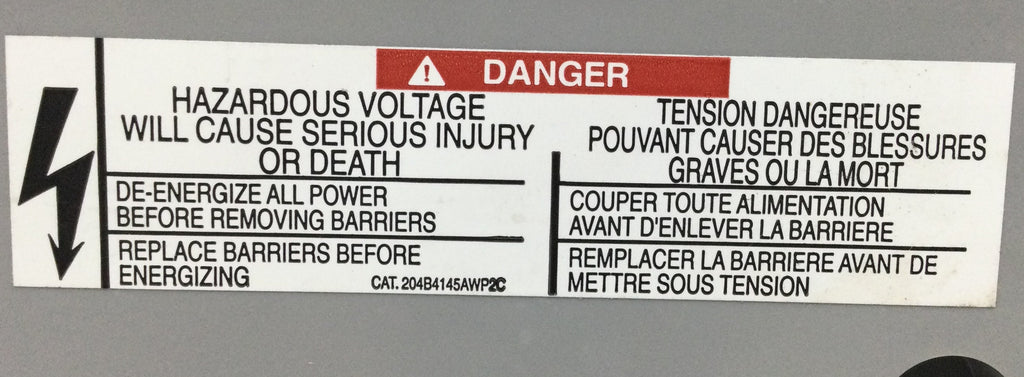 DANGER
HAZARDOUS VOLTAGE
WILL CAUSE SERIOUS INJURY
OR DEATH
DE-ENERGIZE ALL POWER
BEFORE REMOVING BARRIERS
REPLACE BARRIERS BEFORE
ENERGIZING
CAT. 204B4145AWP2C
TENSION DANGEREUSE
POUVANT CAUSER DES BLESSURES
GRAVES OU LA MORT
COUPER TOUTE ALIMENTATION
AVANT D'ENLEVER LA BARRIERE
REMPLACER LA BARRIERE AVANT DE
METTRE SOUS TENSION